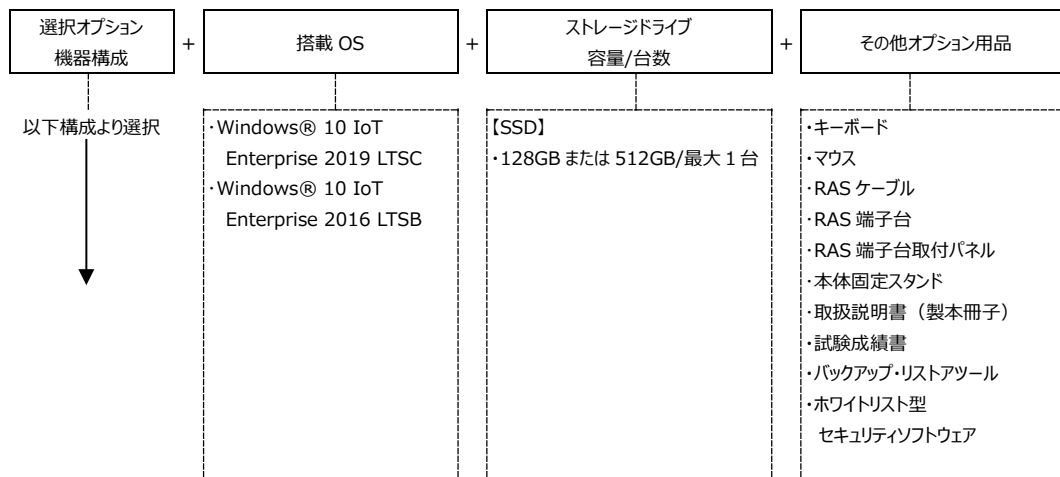 選択オプション
機器構成
+
搭載 OS
+
ストレージドライブ
容量/台数
+
その他オプション用品
以下構成より選択
・Windows® 10 IoT
Enterprise 2019 LTSC
・Windows® 10 IoT
Enterprise 2016 LTSB
【SSD】
・128GB または 512GB/最大 1 台
・キーボード
・マウス
・RAS ケーブル
・RAS 端子台
・RAS 端子台取付パネル
・本体固定スタンド
・取扱説明書（製本冊子）
・試験成績書
・バックアップ・リストアツール
・ホワイトリスト型
セキュリティソフトウェア